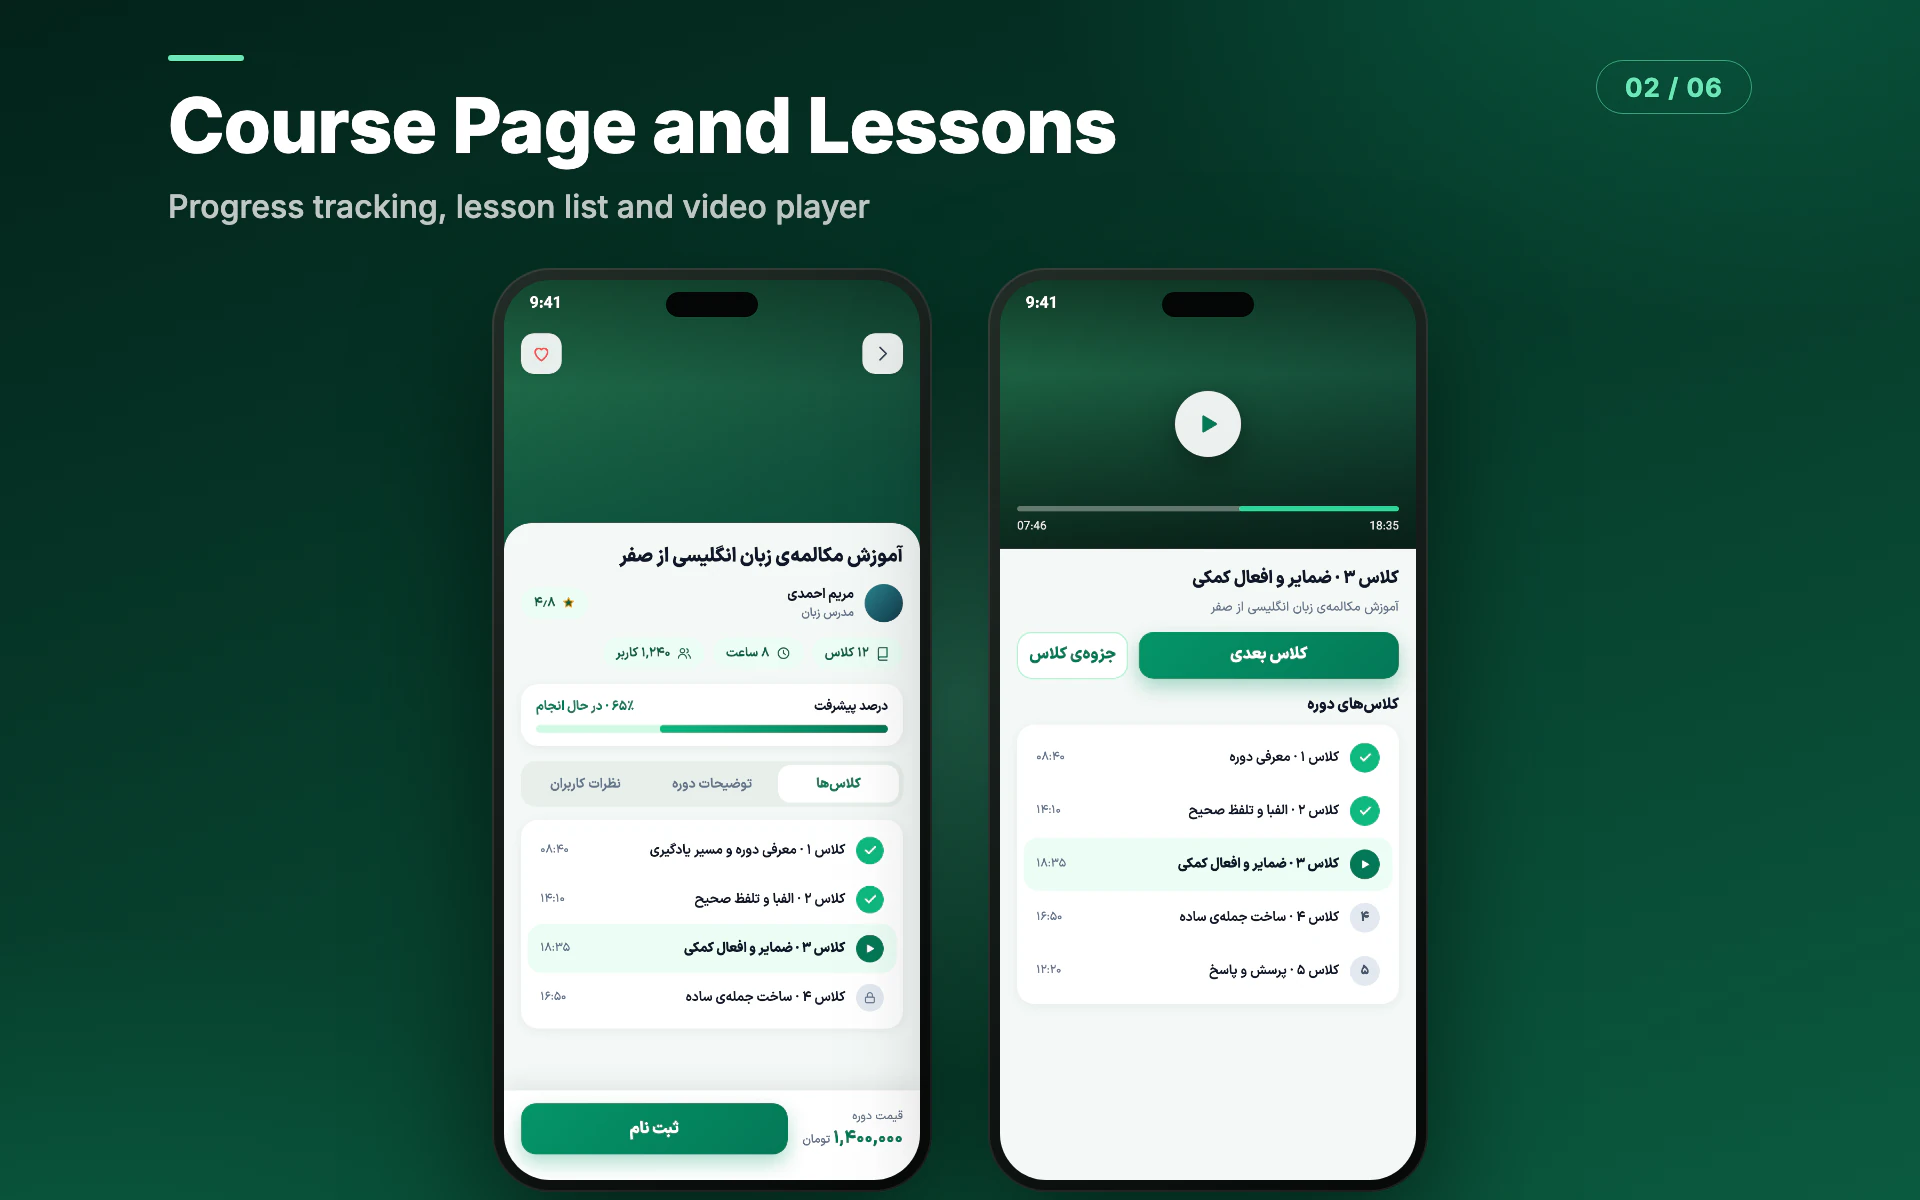 02 / 06
Course Page and Lessons
Progress tracking, lesson list and video player
9:41
آموزش مکالمه‌ی زبان انگلیسی از صفر
مریم احمدی
مدرس زبان
۴٫۸
۱۲ کلاس
۸ ساعت
۱,۲۴۰ کاربر
درصد پیشرفت
۶۵٪ · در حال انجام
کلاس‌ها
توضیحات دوره
نظرات کاربران
کلاس ۱ · معرفی دوره و مسیر یادگیری
۰۸:۴۰
کلاس ۲ · الفبا و تلفظ صحیح
۱۴:۱۰
کلاس ۳ · ضمایر و افعال کمکی
۱۸:۳۵
کلاس ۴ · ساخت جمله‌ی ساده
۱۶:۵۰
قیمت دوره
۱,۴۰۰,۰۰۰ تومان
ثبت نام
9:41
07:46
18:35
کلاس ۳ · ضمایر و افعال کمکی
آموزش مکالمه‌ی زبان انگلیسی از صفر
کلاس بعدی
جزوه‌ی کلاس
کلاس‌های دوره
کلاس ۱ · معرفی دوره
۰۸:۴۰
کلاس ۲ · الفبا و تلفظ صحیح
۱۴:۱۰
کلاس ۳ · ضمایر و افعال کمکی
۱۸:۳۵
۴
کلاس ۴ · ساخت جمله‌ی ساده
۱۶:۵۰
۵
کلاس ۵ · پرسش و پاسخ
۱۲:۲۰